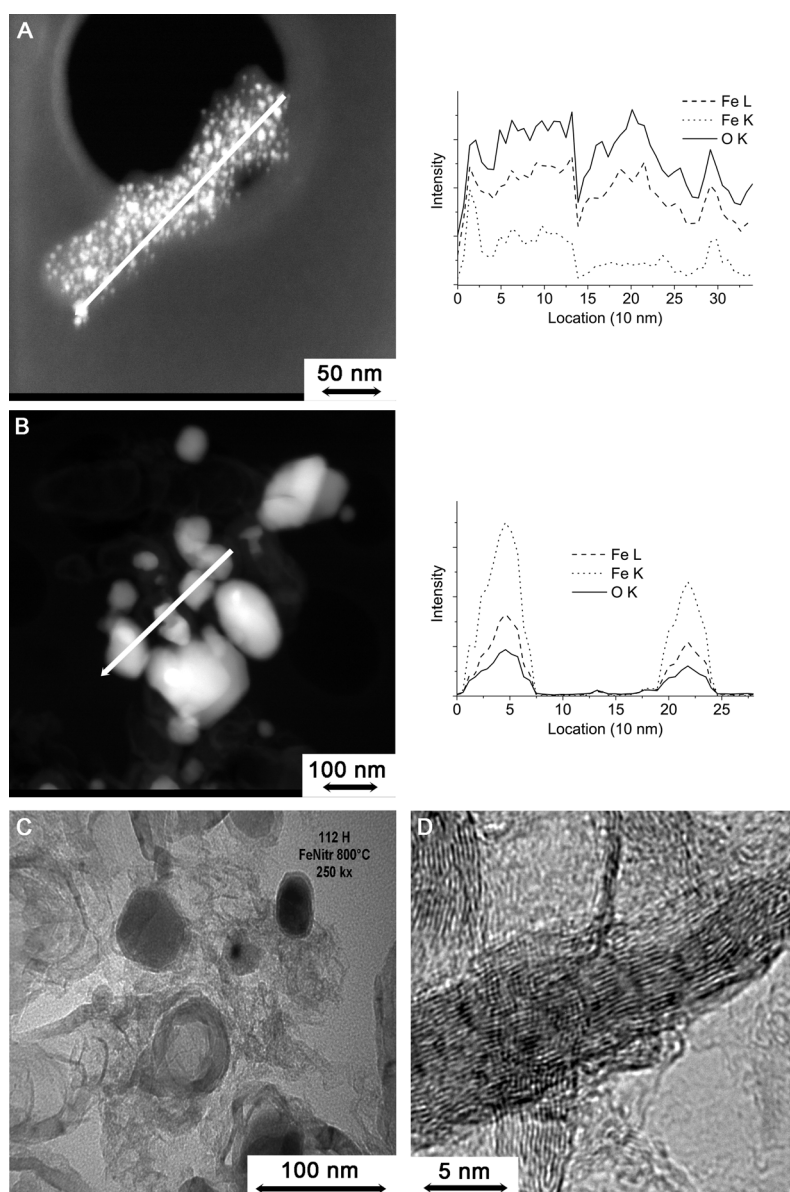 A
50 nm
Intensity
Fe L
Fe K
O K
0 5 10 15 20 25 30
Location (10 nm)
B
100 nm
Intensity
Fe L
Fe K
O K
0 5 10 15 20 25
Location (10 nm)
C
112 H
FeNitr 800°C
250 kx
100 nm
D
5 nm